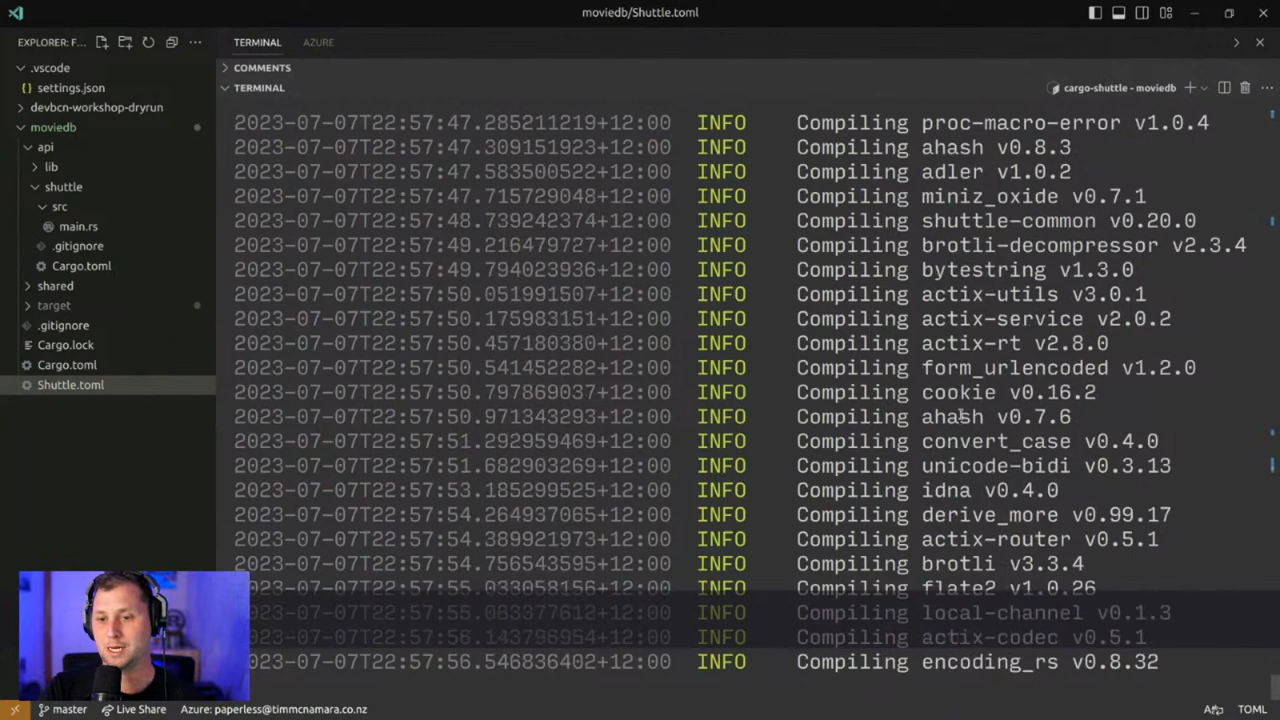 moviedb/Shuttle.toml
EXPLORER: F...
.vscode
settings.json
devbcn-workshop-dryrun
moviedb
api
lib
shuttle
src
main.rs
.gitignore
Cargo.toml
shared
target
.gitignore
Cargo.lock
Cargo.toml
Shuttle.toml
TERMINAL AZURE
COMMENTS
TERMINAL
cargo-shuttle - moviedb
2023-07-07T22:57:47.285211219+12:00 INFO Compiling proc-macro-error v1.0.4
2023-07-07T22:57:47.309151923+12:00 INFO Compiling ahash v0.8.3
2023-07-07T22:57:47.583500522+12:00 INFO Compiling adler v1.0.2
2023-07-07T22:57:47.715729048+12:00 INFO Compiling miniz_oxide v0.7.1
2023-07-07T22:57:48.739242374+12:00 INFO Compiling shuttle-common v0.20.0
2023-07-07T22:57:49.216479727+12:00 INFO Compiling brotli-decompressor v2.3.4
2023-07-07T22:57:49.794023936+12:00 INFO Compiling bytestring v1.3.0
2023-07-07T22:57:50.051991507+12:00 INFO Compiling actix-utils v3.0.1
2023-07-07T22:57:50.175983151+12:00 INFO Compiling actix-service v2.0.2
2023-07-07T22:57:50.457180380+12:00 INFO Compiling actix-rt v2.8.0
2023-07-07T22:57:50.541452282+12:00 INFO Compiling form_urlencoded v1.2.0
2023-07-07T22:57:50.797869037+12:00 INFO Compiling cookie v0.16.2
2023-07-07T22:57:50.971343293+12:00 INFO Compiling ahash v0.7.6
2023-07-07T22:57:51.292959469+12:00 INFO Compiling convert_case v0.4.0
2023-07-07T22:57:51.682903269+12:00 INFO Compiling unicode-bidi v0.3.13
2023-07-07T22:57:53.185299525+12:00 INFO Compiling idna v0.4.0
2023-07-07T22:57:54.264937065+12:00 INFO Compiling derive_more v0.99.17
2023-07-07T22:57:54.389921973+12:00 INFO Compiling actix-router v0.5.1
2023-07-07T22:57:54.756543595+12:00 INFO Compiling brotli v3.3.4
2023-07-07T22:57:55.033058156+12:00 INFO Compiling flate2 v1.0.26
INFO Compiling local-channel v0.1.3
INFO Compiling actix-codec v0.5.1
2023-07-07T22:57:56.546836402+12:00 INFO Compiling encoding_rs v0.8.32
master Live Share Azure: paperless@timmcnamara.co.nz TOML